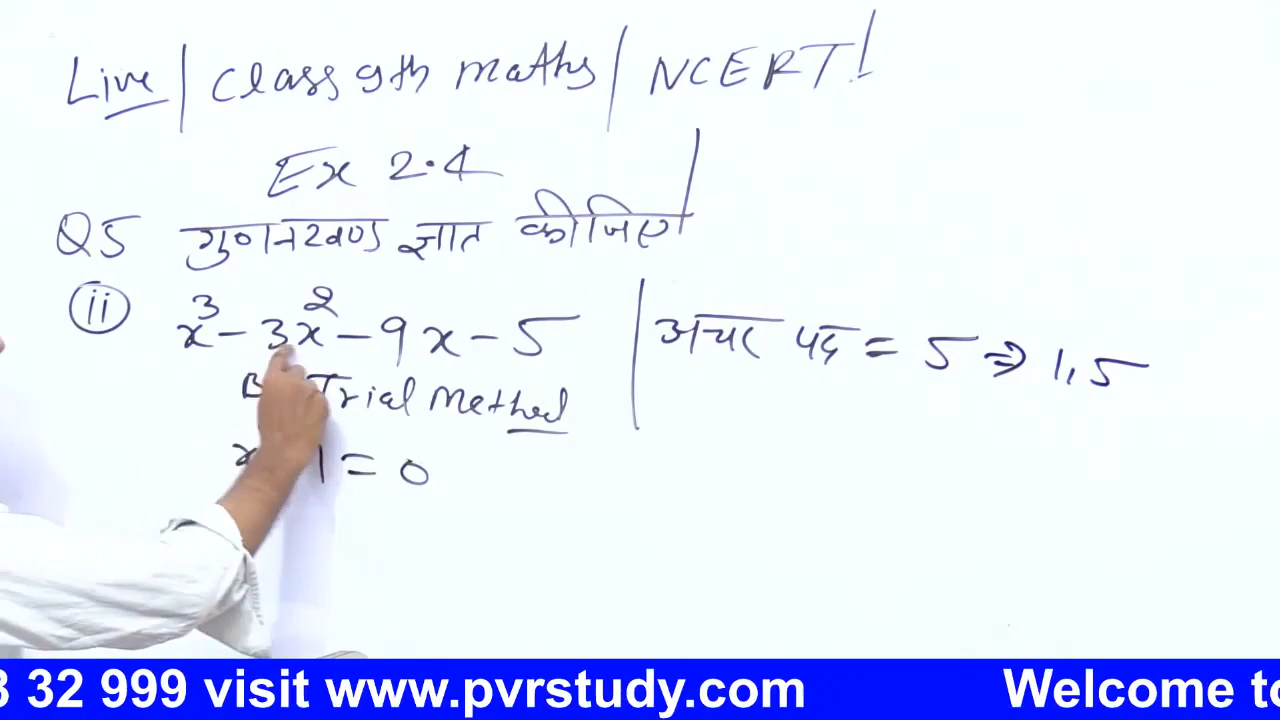 Live | Class 9th maths | NCERT |
Ex 2.4
Q5 गुणनखण्ड ज्ञात कीजिए
(ii) x³ - 3x² - 9x - 5 | अचर पद = 5 ⇒ 1, 5
Trial Method
1 = 0
3 32 999 visit www.pvrstudy.com Welcome to